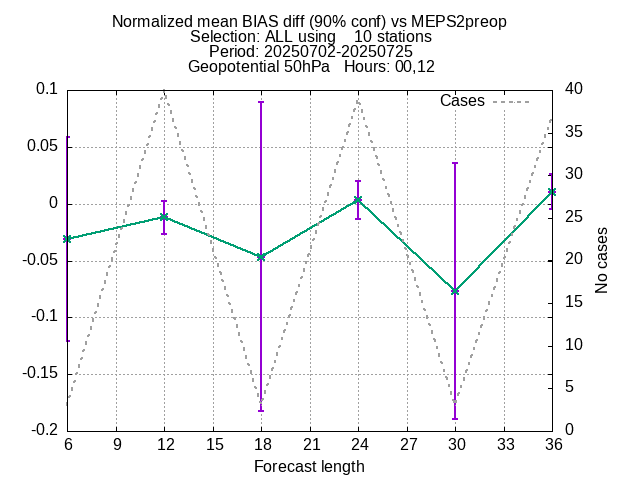 Normalized mean BIAS diff (90% conf) vs MEPS2preop
Selection: ALL using    10 stations
Period: 20250702-20250725
Geopotential 50hPa   Hours: 00,12
Cases
0.1
0.05
0
-0.05
-0.1
-0.15
-0.2
40
35
30
25
20
15
10
5
0
No cases
6 9 12 15 18 21 24 27 30 33 36
Forecast length